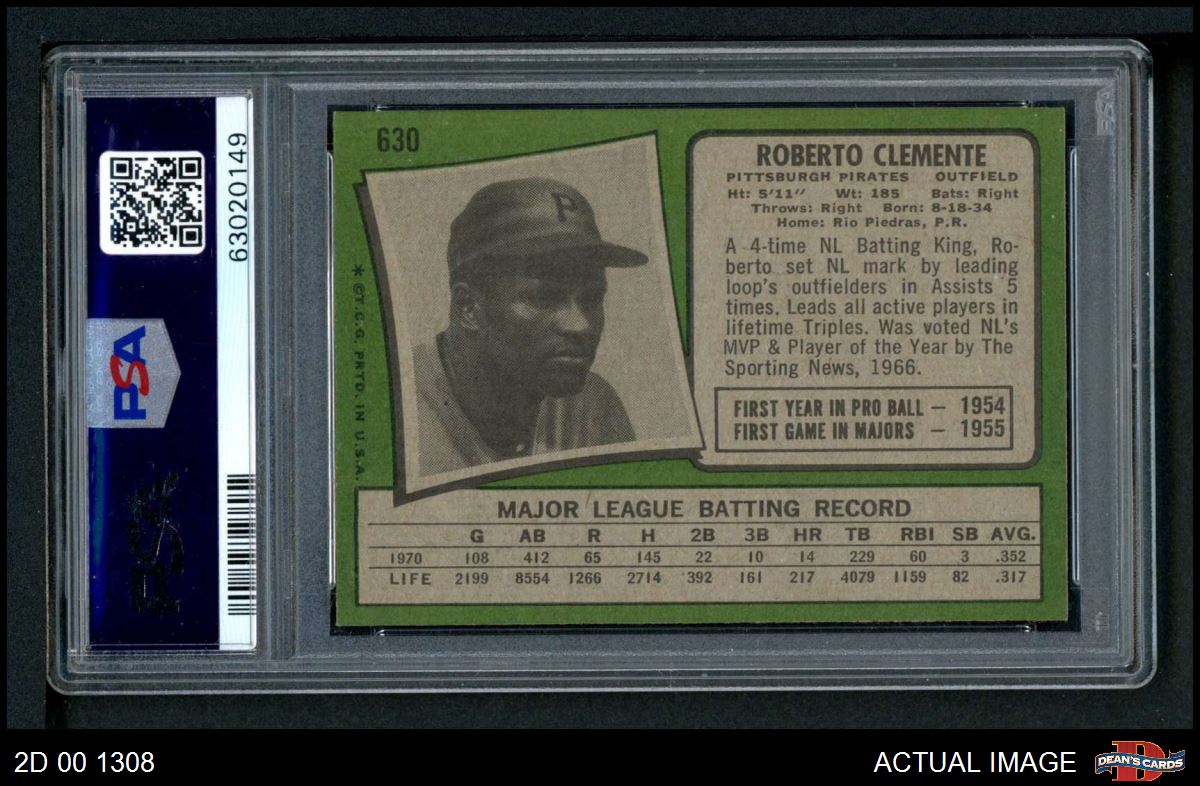 63020149
PSA
630
* ©T.C.G. PRTD. IN U.S.A.
P
ROBERTO CLEMENTE
PITTSBURGH PIRATES OUTFIELD
Ht: 5'11" Wt: 185 Bats: Right
Throws: Right Born: 8-18-34
Home: Rio Piedras, P.R.
A 4-time NL Batting King, Ro-
berto set NL mark by leading
loop's outfielders in Assists 5
times. Leads all active players in
lifetime Triples. Was voted NL's
MVP & Player of the Year by The
Sporting News, 1966.
FIRST YEAR IN PRO BALL — 1954
FIRST GAME IN MAJORS — 1955
MAJOR LEAGUE BATTING RECORD
G AB R H 2B 3B HR TB RBI SB AVG.
1970 108 412 65 145 22 10 14 229 60 3 .352
LIFE 2199 8554 1266 2714 392 161 217 4079 1159 82 .317
PSA
PSA
2D 00 1308
ACTUAL IMAGE
D
DEAN'S CARDS